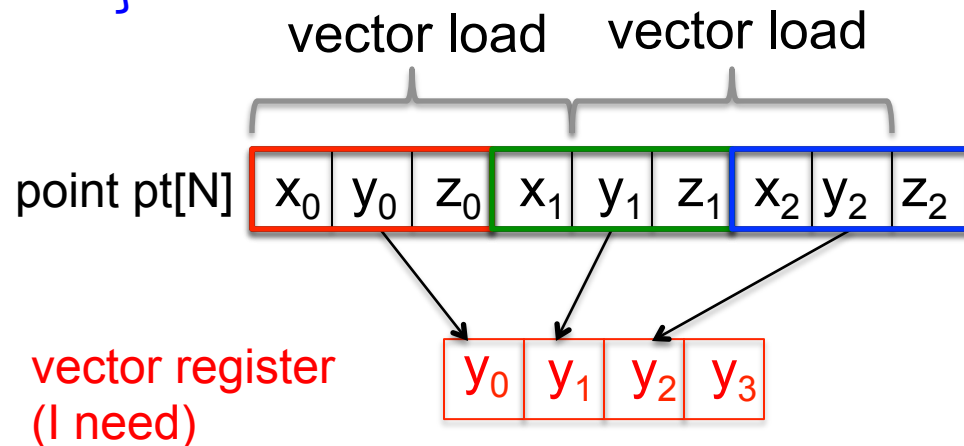 }
vector load vector load
point pt[N] x₀ y₀ z₀ x₁ y₁ z₁ x₂ y₂ z₂
y₀ y₁ y₂ y₃
vector register
(I need)